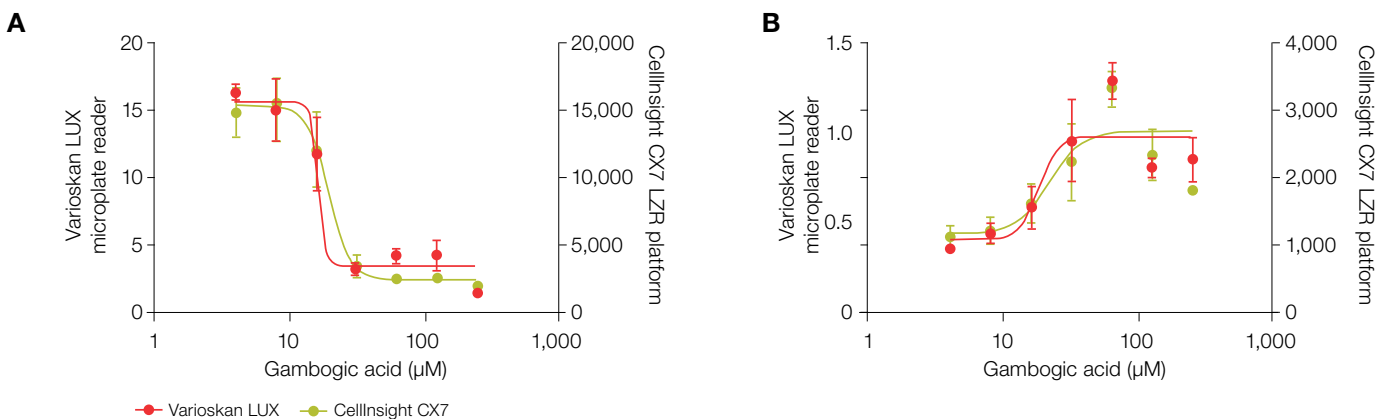 A
20
15
10
5
0
Varioskan LUX
microplate reader
20,000
15,000
10,000
5,000
0
CellInsight CX7 LZR platform
1
10
100
1,000
Gambogic acid (µM)
Varioskan LUX
CellInsight CX7
B
1.5
1.0
0.5
0
Varioskan LUX
microplate reader
4,000
3,000
2,000
1,000
0
CellInsight CX7 LZR platform
1
10
100
1,000
Gambogic acid (µM)